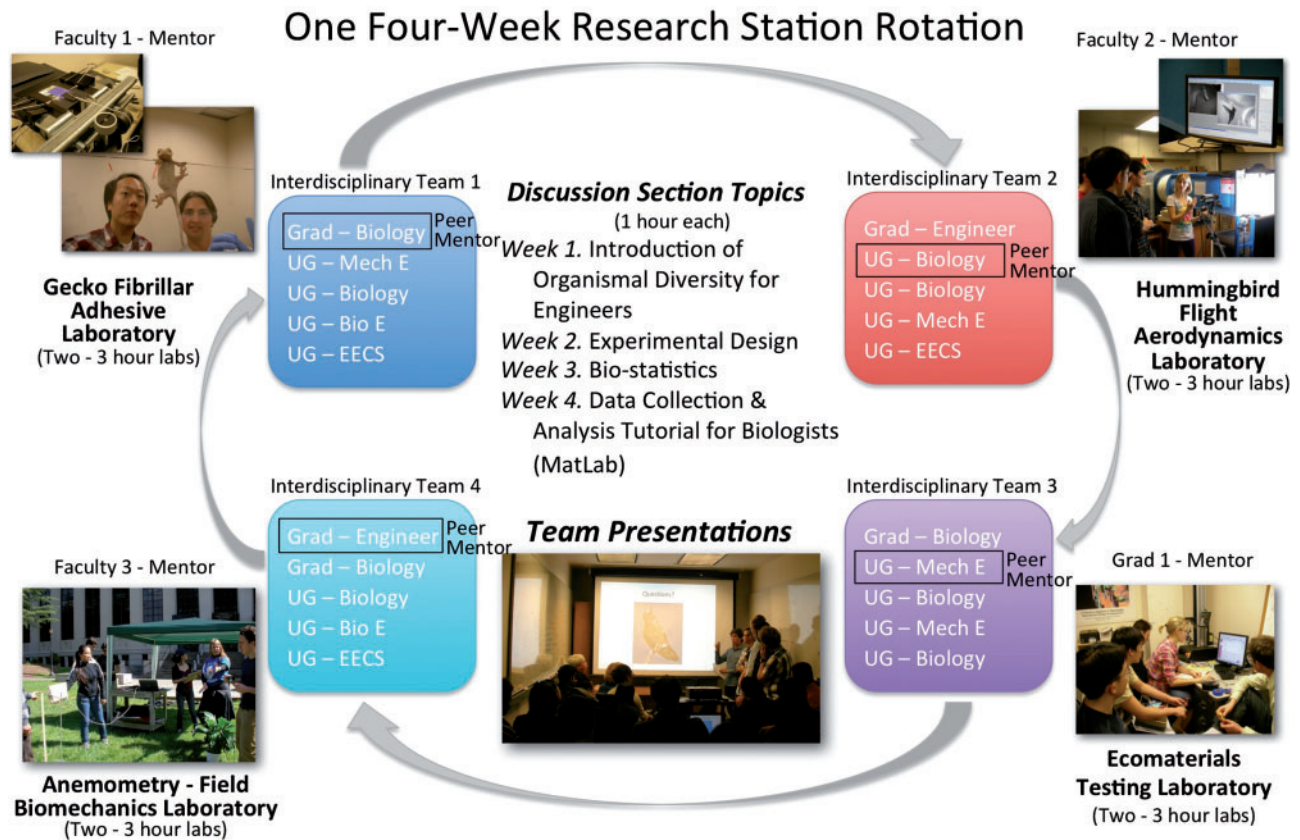 One Four-Week Research Station Rotation
Faculty 1 - Mentor
Gecko Fibrillar
Adhesive
Laboratory
(Two - 3 hour labs)
Interdisciplinary Team 1
Grad – Biology
Peer
Mentor
UG – Mech E
UG – Biology
UG – Bio E
UG – EECS
Discussion Section Topics
(1 hour each)
Week 1. Introduction of
Organismal Diversity for
Engineers
Week 2. Experimental Design
Week 3. Bio-statistics
Week 4. Data Collection &
Analysis Tutorial for Biologists
(MatLab)
Interdisciplinary Team 2
Grad – Engineer
UG – Biology
Peer
Mentor
UG – Biology
UG – Mech E
UG – EECS
Faculty 2 - Mentor
Hummingbird
Flight
Aerodynamics
Laboratory
(Two - 3 hour labs)
Faculty 3 - Mentor
Anemometry - Field
Biomechanics Laboratory
(Two - 3 hour labs)
Interdisciplinary Team 4
Grad – Engineer
Peer
Mentor
Grad – Biology
UG – Biology
UG – Bio E
UG – EECS
Team Presentations
Questions?
Interdisciplinary Team 3
Grad – Biology
UG – Mech E
Peer
Mentor
UG – Biology
UG – Mech E
UG – Biology
Grad 1 - Mentor
Ecomaterials
Testing Laboratory
(Two - 3 hour labs)